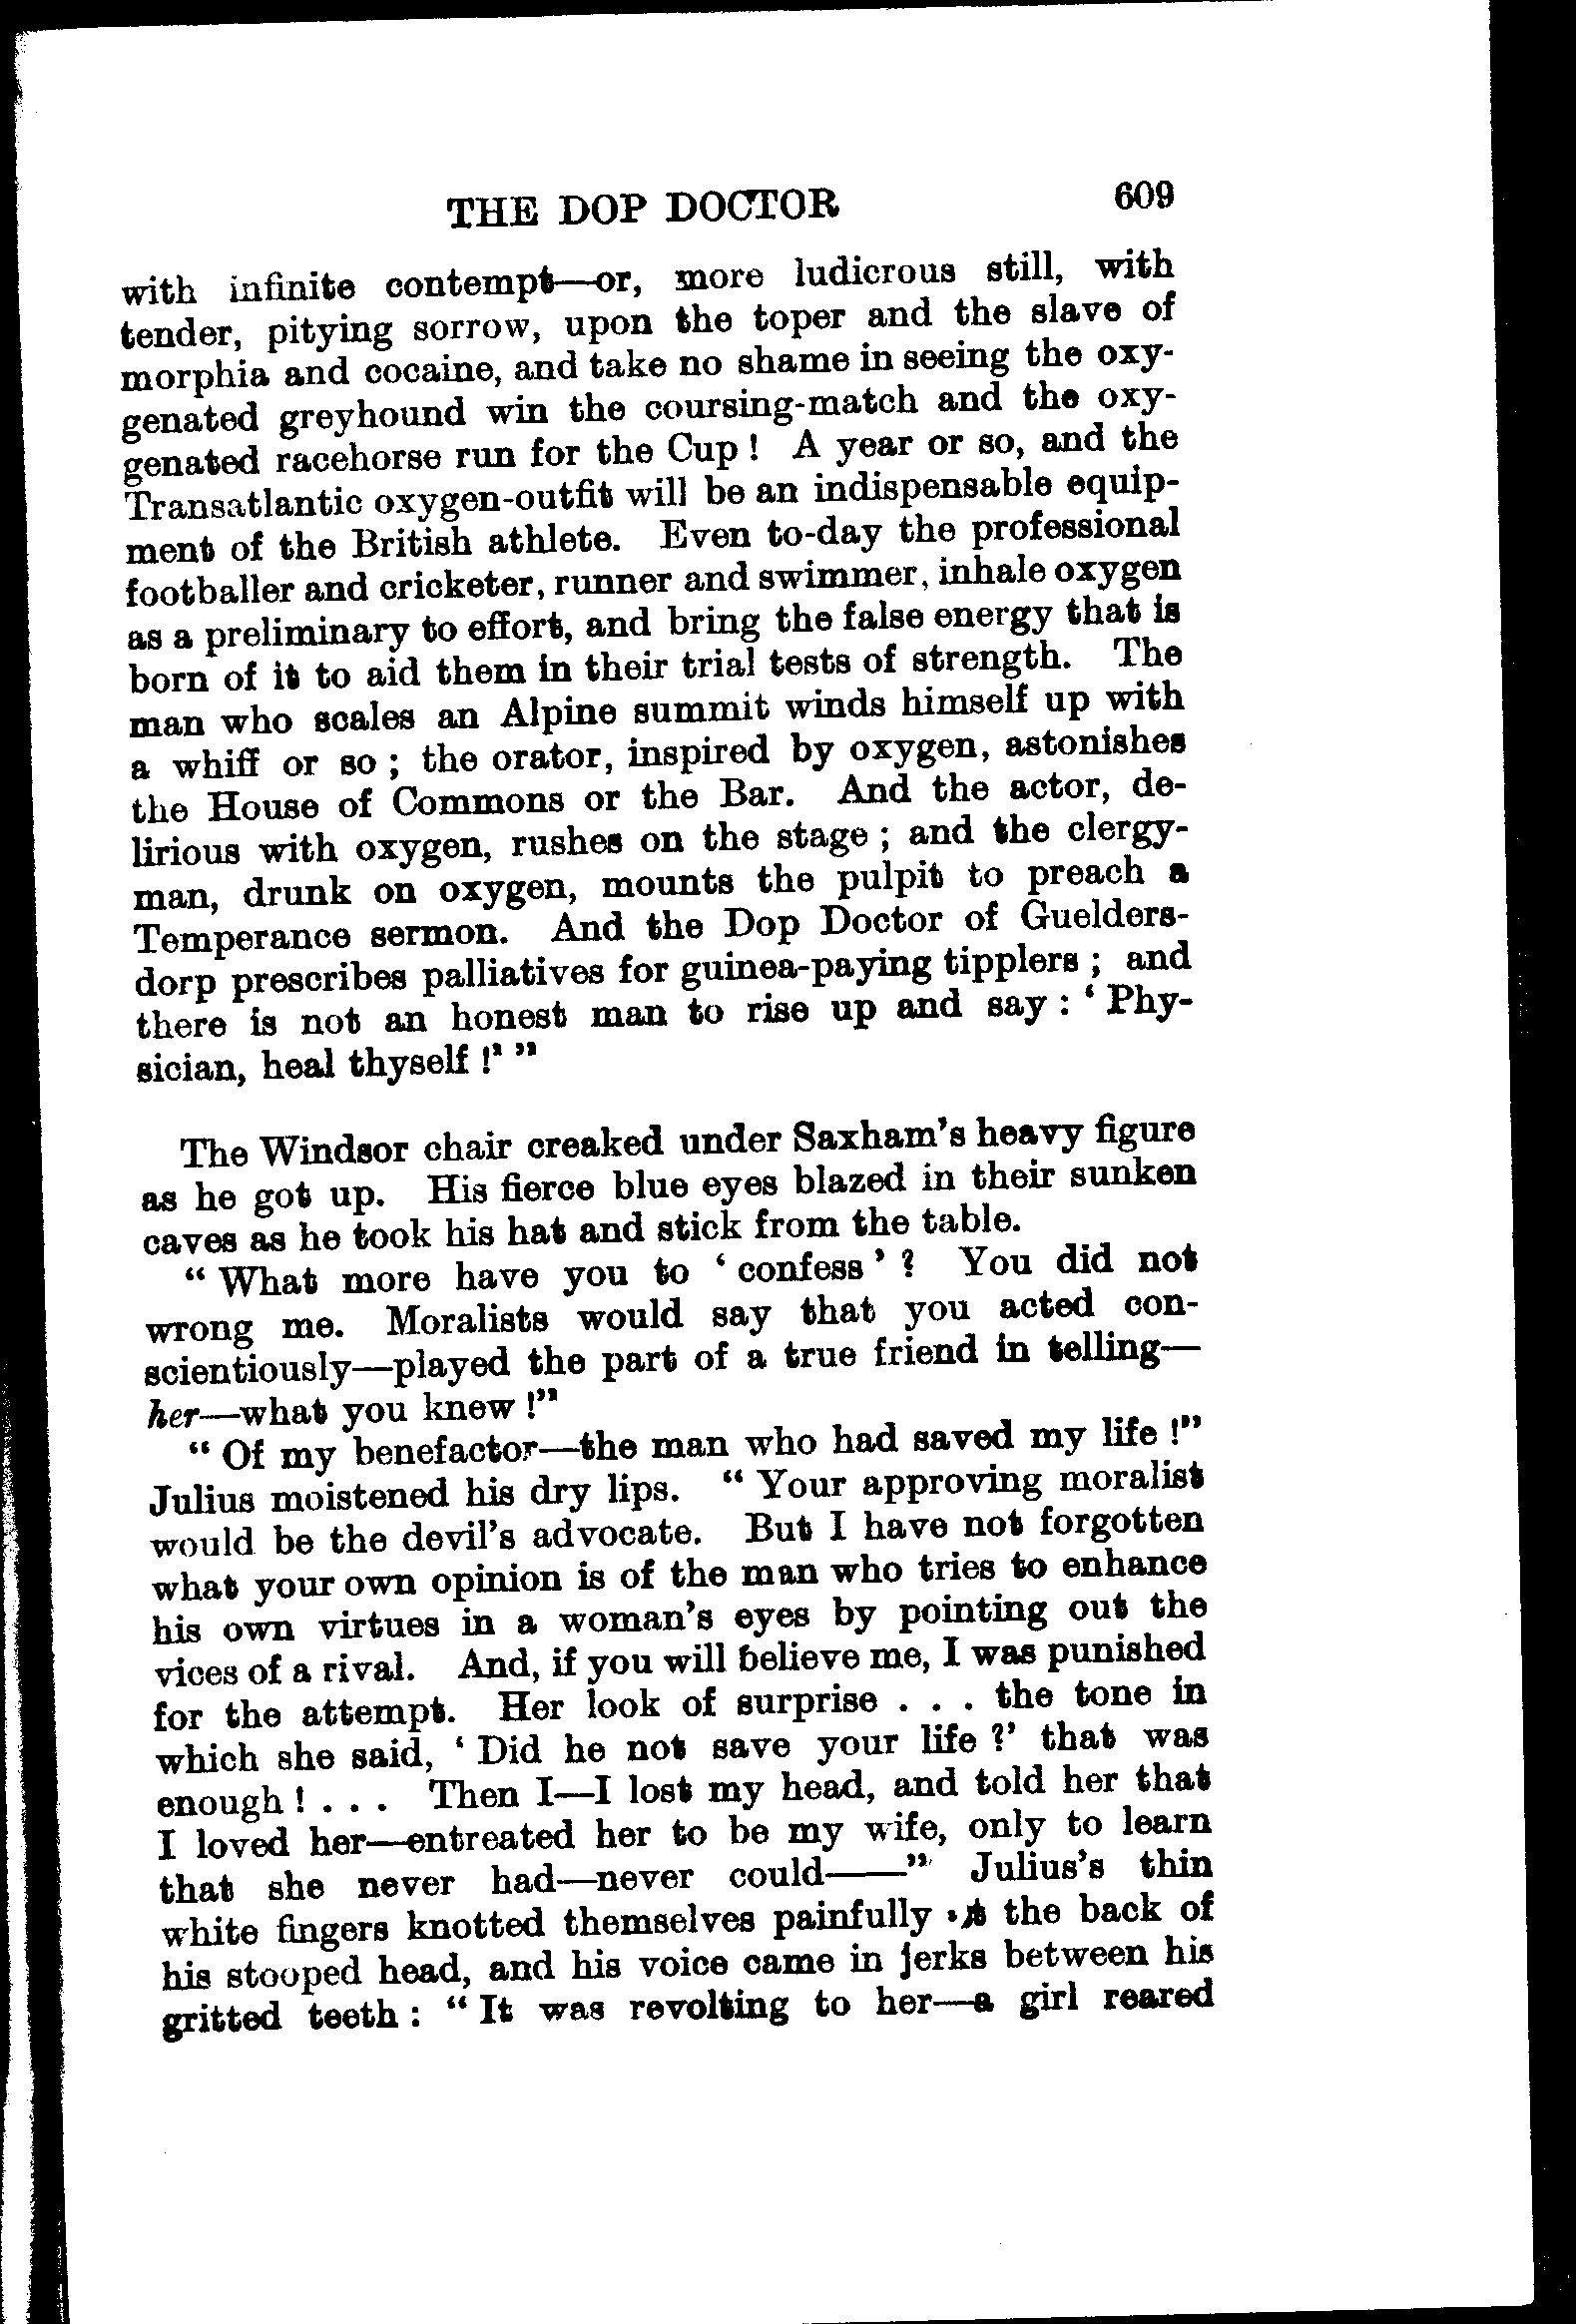 THE DOP DOCTOR 609
with infinite contempt—or, more ludicrous still, with
tender, pitying sorrow, upon the toper and the slave of
morphia and cocaine, and take no shame in seeing the oxy-
genated greyhound win the coursing-match and the oxy-
genated racehorse run for the Cup ! A year or so, and the
Transatlantic oxygen-outfit will be an indispensable equip-
ment of the British athlete. Even to-day the professional
footballer and cricketer, runner and swimmer, inhale oxygen
as a preliminary to effort, and bring the false energy that is
born of it to aid them in their trial tests of strength. The
man who scales an Alpine summit winds himself up with
a whiff or so ; the orator, inspired by oxygen, astonishes
the House of Commons or the Bar. And the actor, de-
lirious with oxygen, rushes on the stage ; and the clergy-
man, drunk on oxygen, mounts the pulpit to preach a
Temperance sermon. And the Dop Doctor of Guelders-
dorp prescribes palliatives for guinea-paying tipplers ; and
there is not an honest man to rise up and say : ‘ Phy-
sician, heal thyself !’ ”
The Windsor chair creaked under Saxham’s heavy figure
as he got up. His fierce blue eyes blazed in their sunken
caves as he took his hat and stick from the table.
“ What more have you to ‘ confess ’ ? You did not
wrong me. Moralists would say that you acted con-
scientiously—played the part of a true friend in telling—
her—what you knew !”
“ Of my benefactor—the man who had saved my life !”
Julius moistened his dry lips. “ Your approving moralist
would be the devil’s advocate. But I have not forgotten
what your own opinion is of the man who tries to enhance
his own virtues in a woman’s eyes by pointing out the
vices of a rival. And, if you will believe me, I was punished
for the attempt. Her look of surprise . . . the tone in
which she said, ‘ Did he not save your life ?’ that was
enough ! . . . Then I—I lost my head, and told her that
I loved her—entreated her to be my wife, only to learn
that she never had—never could——” Julius’s thin
white fingers knotted themselves painfully at the back of
his stooped head, and his voice came in jerks between his
gritted teeth : “ It was revolting to her—a girl reared